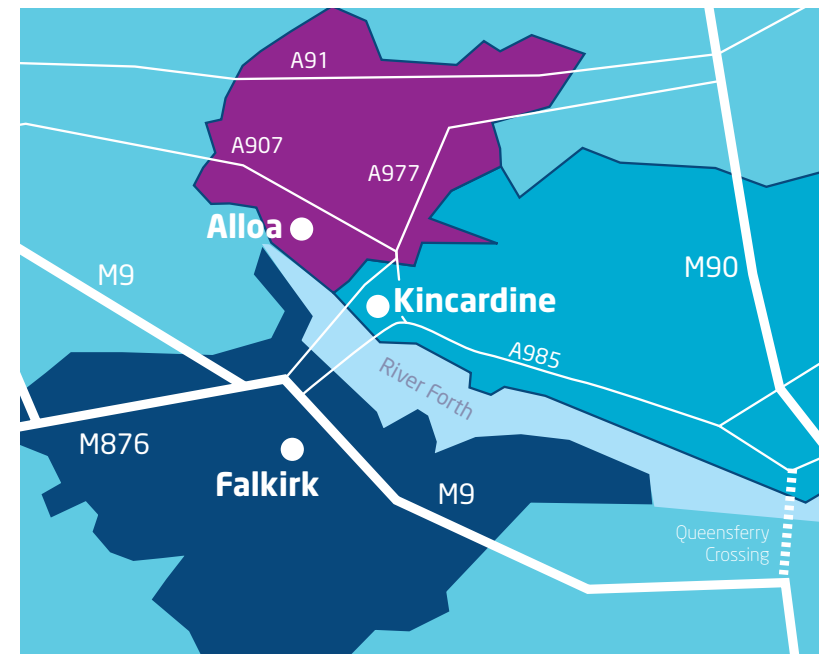 A91
A907
A977
Alloa
M9
M90
Kincardine
A985
River Forth
M876
Falkirk
M9
Queensferry
Crossing